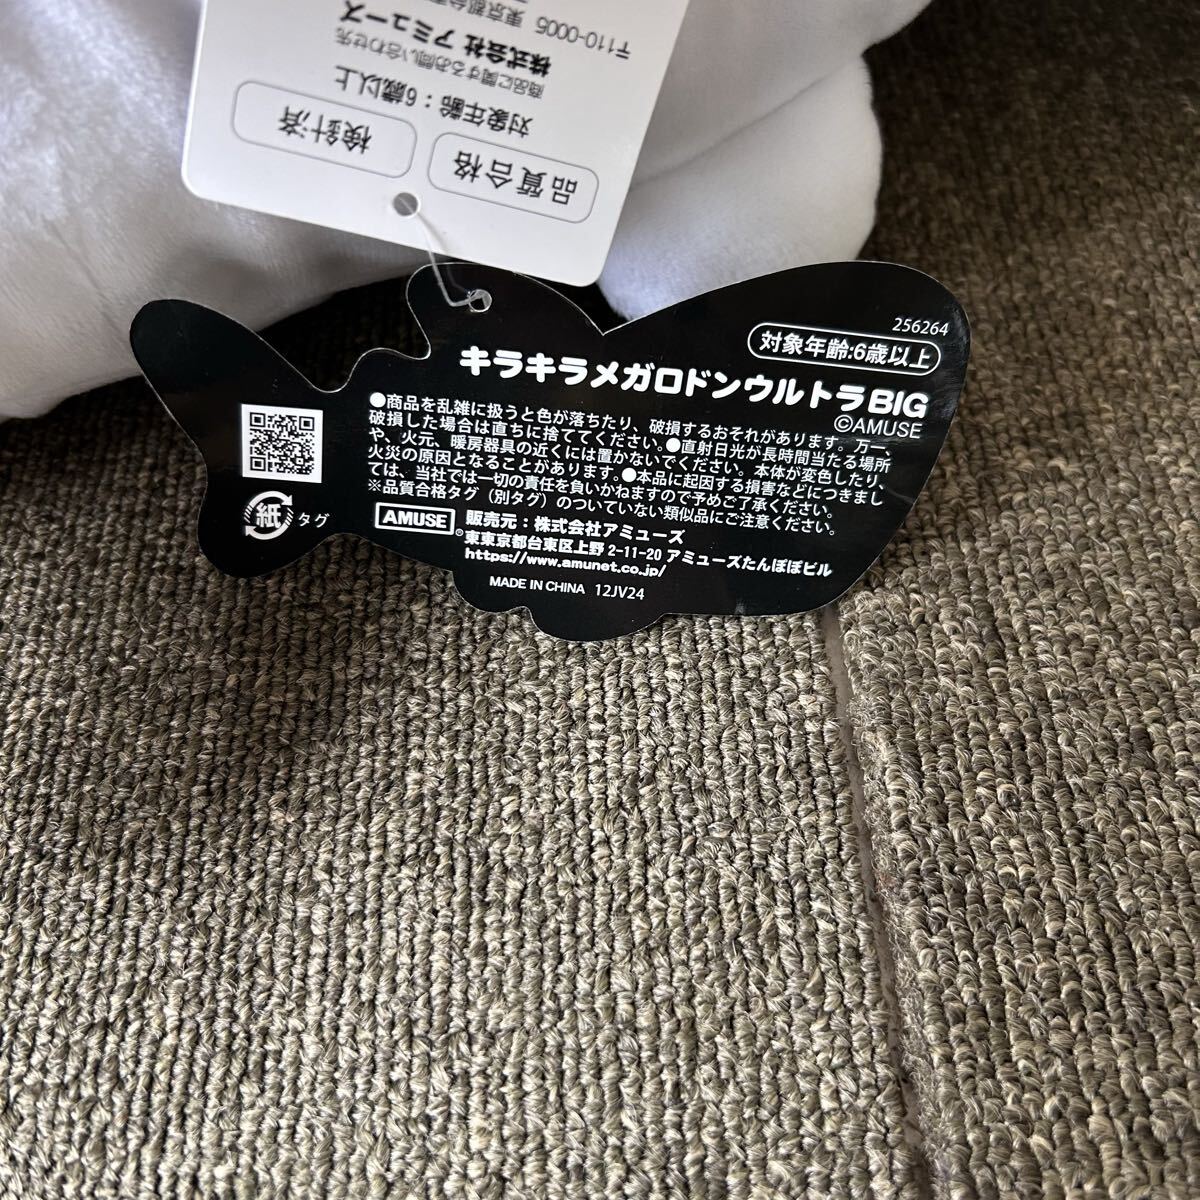 品質合格
検針済
対象年齢：6歳以上
商品に関するお問い合わせ先
株式会社 アミューズ
〒110-0005 東京都台
256264
対象年齢:6歳以上
キラキラメガロドンウルトラBIG
©AMUSE
●商品を乱雑に扱うと色が落ちたり、破損するおそれがあります。万一、
破損した場合は直ちに捨ててください。●直射日光が長時間当たる場所
や、火元、暖房器具の近くには置かないでください。本体が変色したり、
火災の原因となることがあります。●本品に起因する損害などにつきまし
ては、当社では一切の責任を負いかねますので予めご了承ください。
※品質合格タグ（別タグ）のついていない類似品にご注意ください。
紙 タグ
AMUSE® 販売元：株式会社アミューズ
東東京都台東区上野 2-11-20 アミューズたんぽぽビル
https://www.amunet.co.jp/
MADE IN CHINA 12JV24